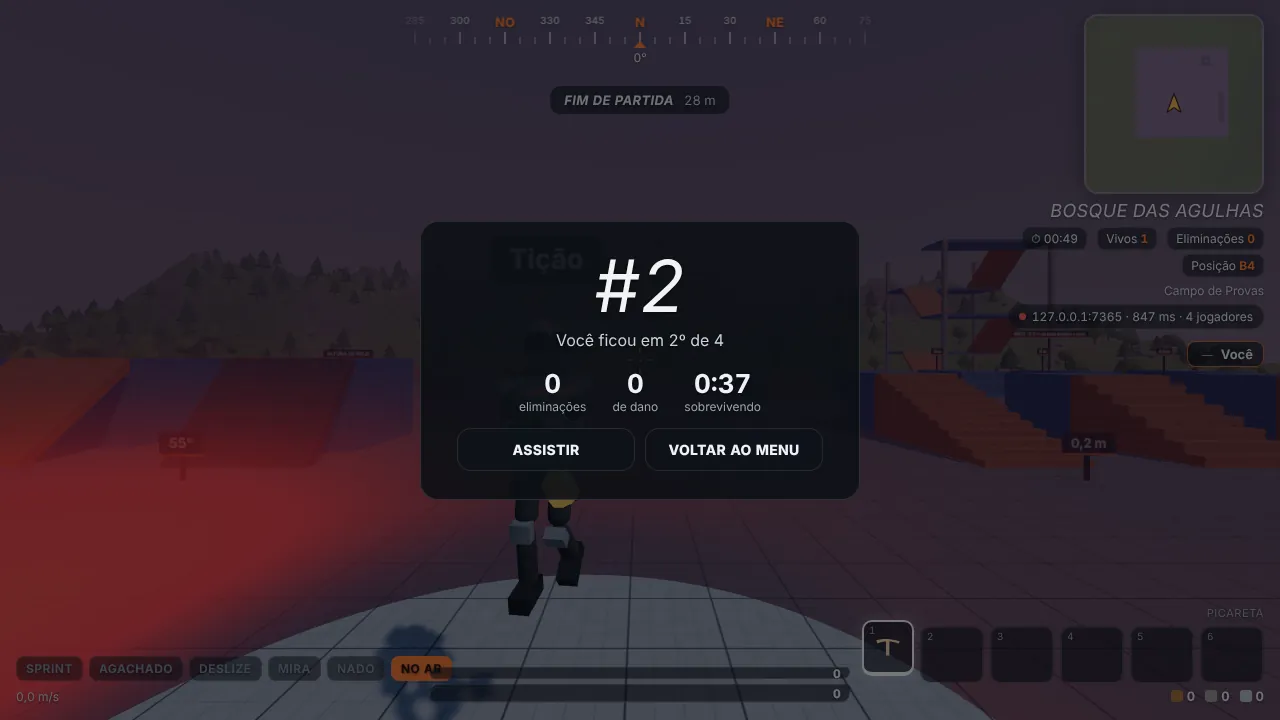 285 300 NO 330 345 N 15 30 NE 60 75
0°
FIM DE PARTIDA 28 m
BOSQUE DAS AGULHAS
00:49 Vivos 1 Eliminações 0
Posição B4
Campo de Provas
127.0.0.1:7365 · 847 ms · 4 jogadores
— Você
Tição
#2
Você ficou em 2º de 4
0 0 0:37
eliminações de dano sobrevivendo
ASSISTIR VOLTAR AO MENU
55°
0,2 m
PICARETA
1 2 3 4 5 6
SPRINT AGACHADO DESLIZE MIRA NADO NO AR
0
0
0,0 m/s
0 0 0